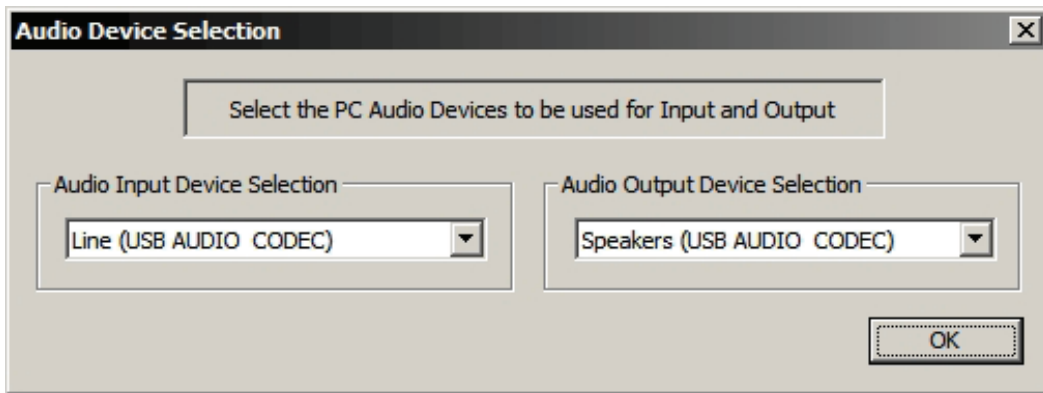 Audio Device Selection
Select the PC Audio Devices to be used for Input and Output
Audio Input Device Selection
Line (USB AUDIO  CODEC)
Audio Output Device Selection
Speakers (USB AUDIO  CODEC)
OK